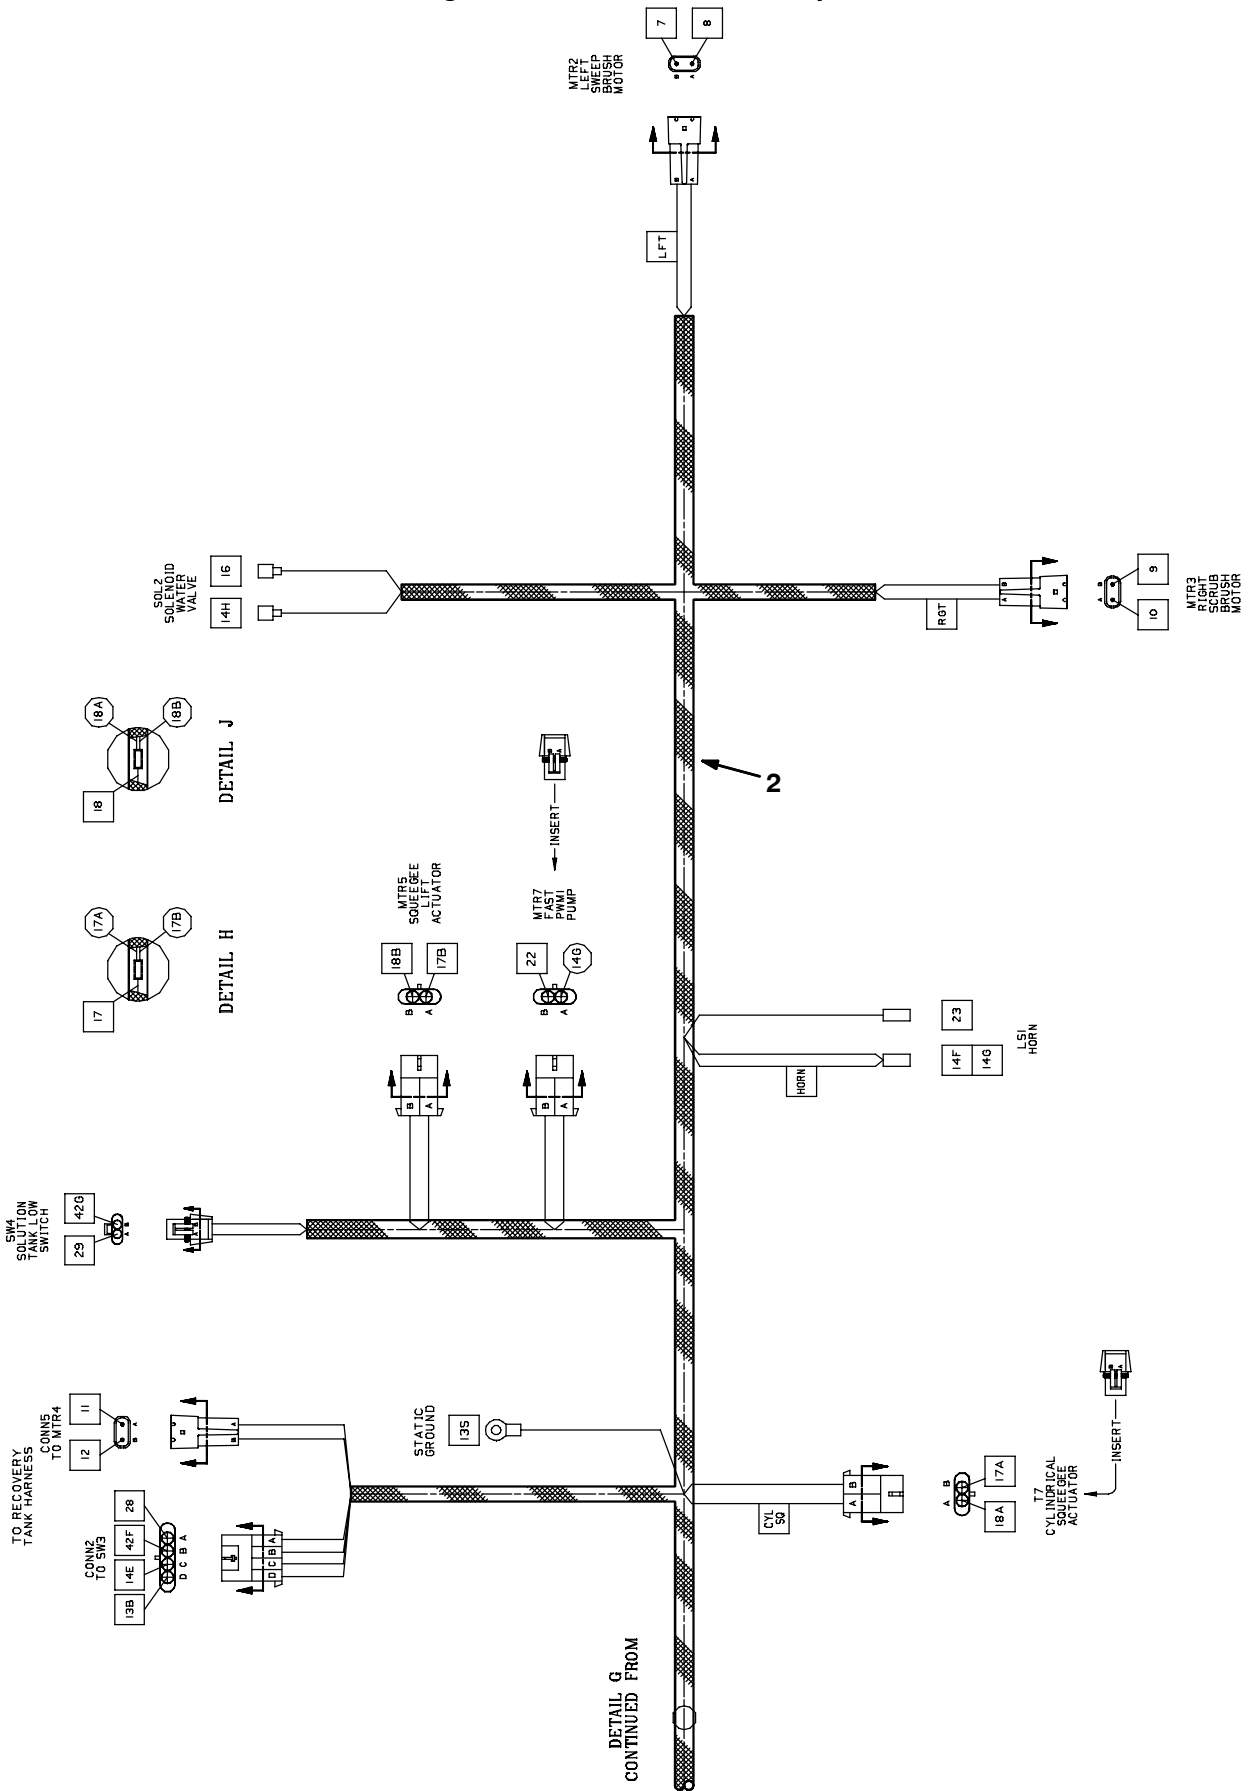 MTR2
LEFT
SWEEP
BRUSH
MOTOR
7
8
B
A
B
A
LFT
SOL2
SOLENOID
WATER
VALVE
16
14H
RGT
A
B
A
B
9
10
MTR3
RIGHT
SCRUB
BRUSH
MOTOR
18A
18B
18
DETAIL J
17A
17B
17
DETAIL H
2
INSERT
MTR5
SQUEEGEE
LIFT
ACTUATOR
18B
17B
B
A
B
A
MTR7
FAST
PWM1
PUMP
22
14G
B
A
B
A
HORN
23
14F
14G
LS1
HORN
SW4
SOLUTION
TANK LOW
SWITCH
42G
29
A
B
TO RECOVERY
TANK HARNESS
CONN5
TO MTR4
11
12
A
B
A
B
CONN2
TO SW3
28
42F
14E
13B
D C B A
D C B A
STATIC
GROUND
13S
CYL
SQ
A
B
A
B
17A
18A
T7
CYLINDRICAL
SQUEEGEE
ACTUATOR
INSERT
DETAIL G
CONTINUED FROM